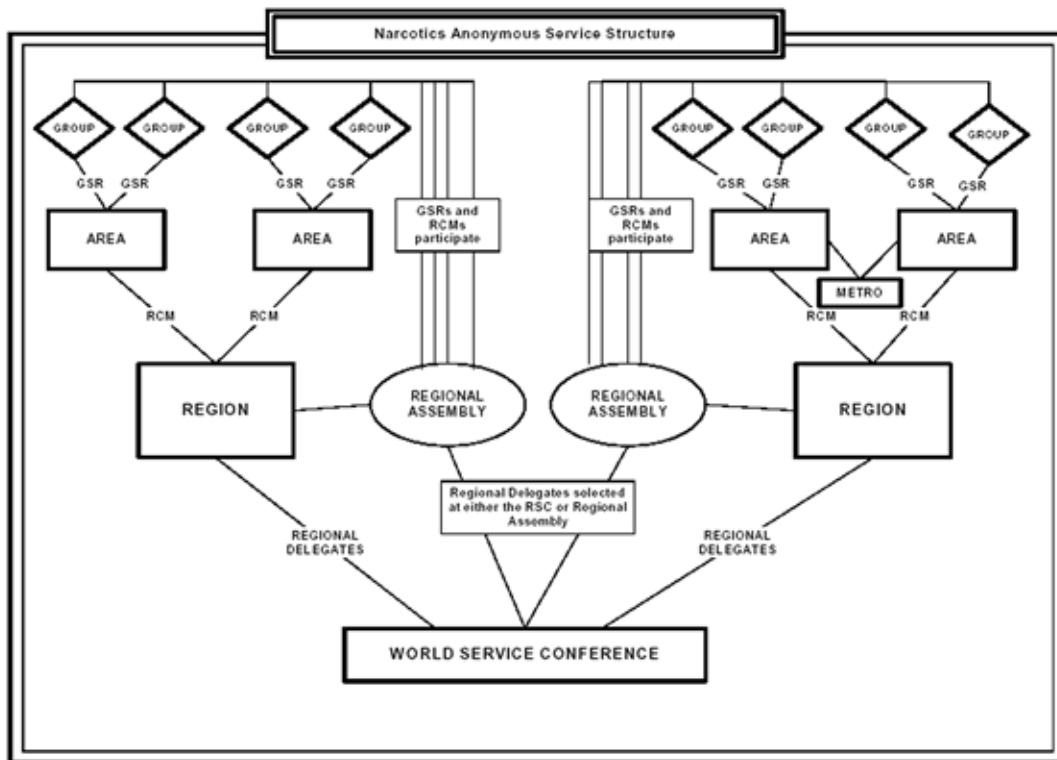 Narcotics Anonymous Service Structure
GROUP
GROUP
GROUP
GROUP
GROUP
GROUP
GROUP
GROUP
GSR
GSR
GSR
GSR
GSR
GSR
GSR
GSR
GSRs and
RCMs
participate
GSRs and
RCMs
participate
AREA
AREA
AREA
AREA
METRO
RCM
RCM
RCM
RCM
REGION
REGIONAL
ASSEMBLY
REGIONAL
ASSEMBLY
REGION
Regional Delegates selected
at either the RSC or Regional
Assembly
REGIONAL
DELEGATES
REGIONAL
DELEGATES
WORLD SERVICE CONFERENCE